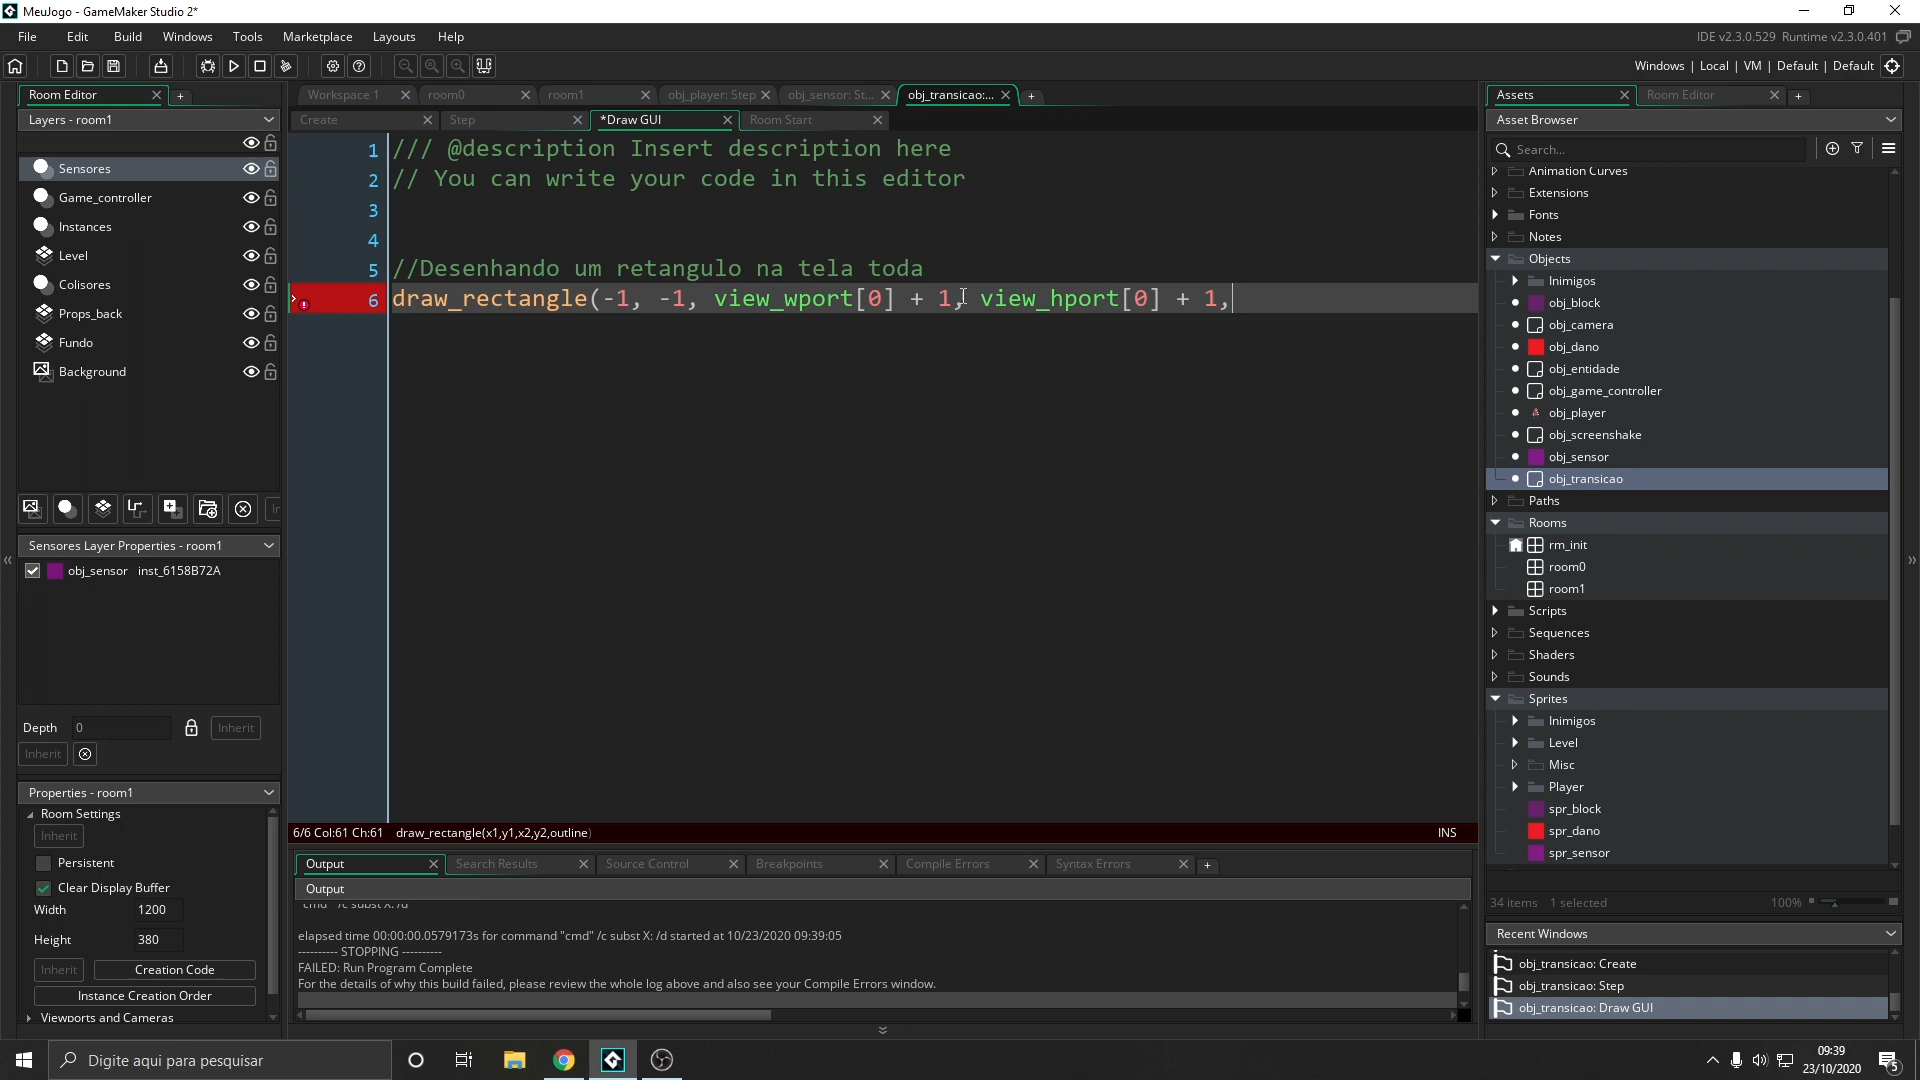 MeuJogo - GameMaker Studio 2*
File Edit Build Windows Tools Marketplace Layouts Help
IDE v2.3.0.529 Runtime v2.3.0.401
Windows | Local | VM | Default | Default
Room Editor
Layers - room1
Sensores
Game_controller
Instances
Level
Colisores
Props_back
Fundo
Background
Sensores Layer Properties - room1
obj_sensor inst_6158B72A
Depth 0 Inherit
Inherit
Properties - room1
Room Settings
Inherit
Persistent
Clear Display Buffer
Width 1200
Height 380
Inherit Creation Code
Instance Creation Order
Viewports and Cameras
Workspace 1 room0 room1 obj_player: Step obj_sensor: St... obj_transicao:...
Create Step *Draw GUI Room Start
1 /// @description Insert description here
2 // You can write your code in this editor
3
4
5 //Desenhando um retangulo na tela toda
6 draw_rectangle(-1, -1, view_wport[0] + 1, view_hport[0] + 1,
6/6 Col:61 Ch:61 draw_rectangle(x1,y1,x2,y2,outline) INS
Output Search Results Source Control Breakpoints Compile Errors Syntax Errors
Output
"cmd" /c subst X: /d
elapsed time 00:00:00.0579173s for command "cmd" /c subst X: /d started at 10/23/2020 09:39:05
---------- STOPPING ----------
FAILED: Run Program Complete
For the details of why this build failed, please review the whole log above and also see your Compile Errors window.
Assets Room Editor
Asset Browser
Search...
Animation Curves
Extensions
Fonts
Notes
Objects
Inimigos
obj_block
obj_camera
obj_dano
obj_entidade
obj_game_controller
obj_player
obj_screenshake
obj_sensor
obj_transicao
Paths
Rooms
rm_init
room0
room1
Scripts
Sequences
Shaders
Sounds
Sprites
Inimigos
Level
Misc
Player
spr_block
spr_dano
spr_sensor
34 items 1 selected 100%
Recent Windows
obj_transicao: Create
obj_transicao: Step
obj_transicao: Draw GUI
Digite aqui para pesquisar
09:39
23/10/2020
5